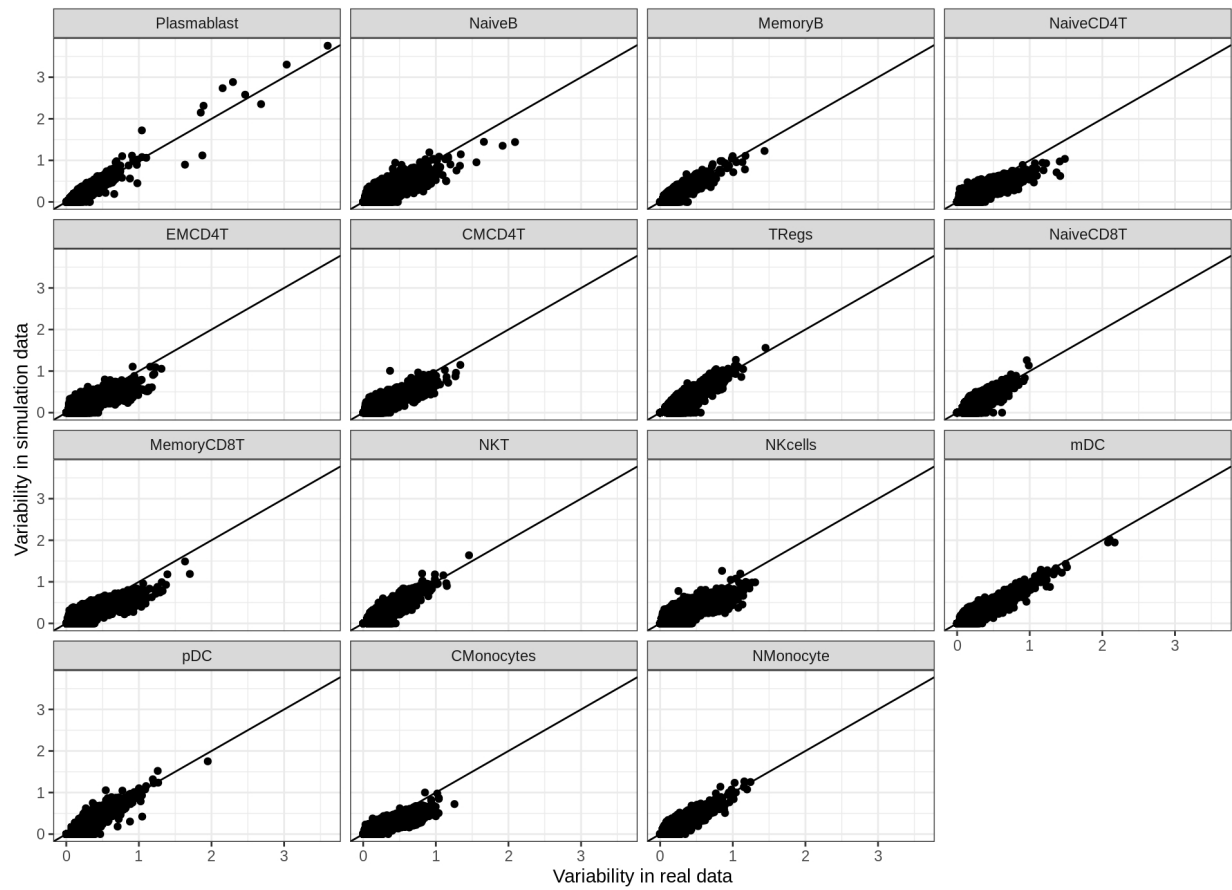 Plasmablast
NaiveB
MemoryB
NaiveCD4T
3
2
1
0
EMCD4T
CMCD4T
TRegs
NaiveCD8T
3
2
1
0
MemoryCD8T
NKT
NKcells
mDC
3
2
1
0
0 1 2 3
pDC
CMonocytes
NMonocyte
3
2
1
0
0 1 2 3
0 1 2 3
0 1 2 3
Variability in real data
Variability in simulation data